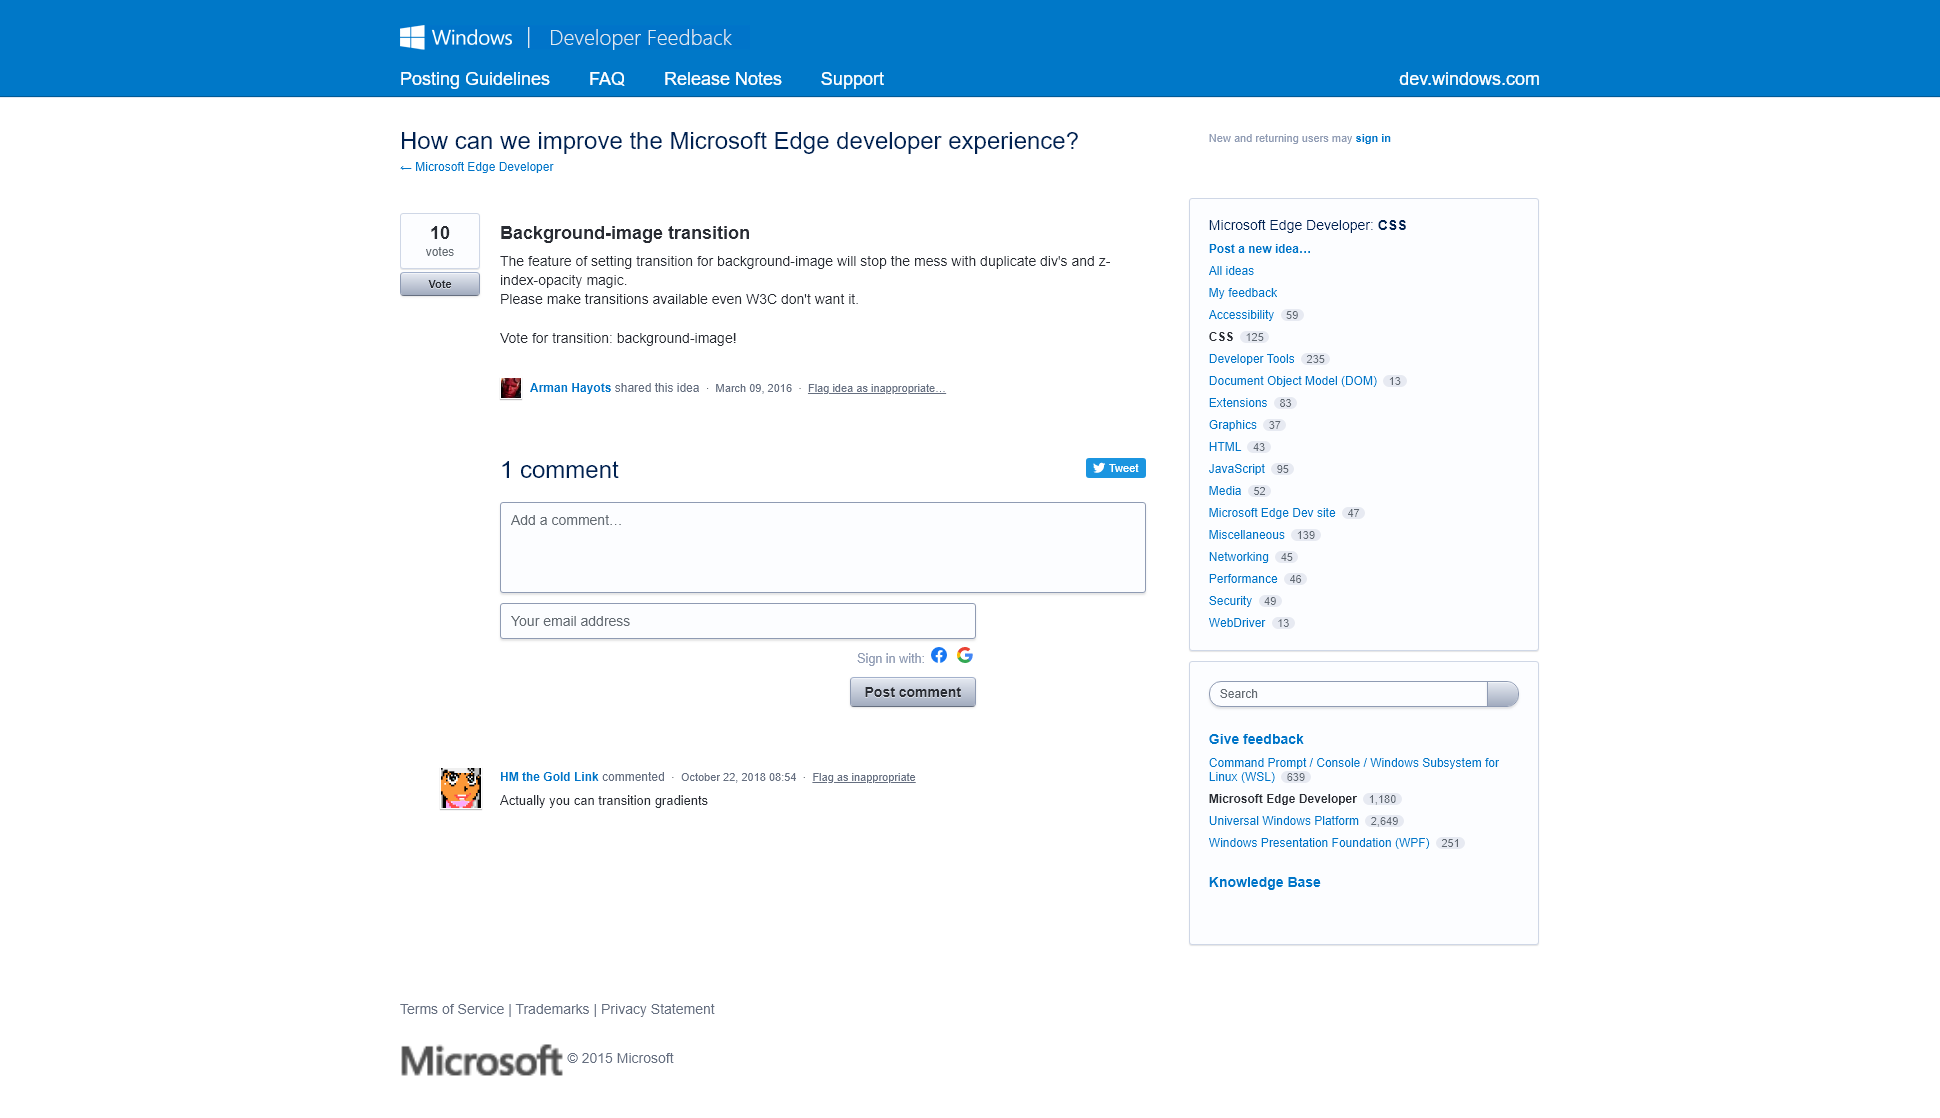 Windows | Developer Feedback
Posting Guidelines FAQ Release Notes Support dev.windows.com
How can we improve the Microsoft Edge developer experience?
← Microsoft Edge Developer
New and returning users may sign in
10
votes
Vote
Background-image transition
The feature of setting transition for background-image will stop the mess with duplicate div's and z-
index-opacity magic.
Please make transitions available even W3C don't want it.
Vote for transition: background-image!
Arman Hayots shared this idea · March 09, 2016 · Flag idea as inappropriate…
1 comment
Tweet
Add a comment…
Your email address
Sign in with:
Post comment
HM the Gold Link commented · October 22, 2018 08:54 · Flag as inappropriate
Actually you can transition gradients
Microsoft Edge Developer: CSS
Post a new idea…
All ideas
My feedback
Accessibility 59
CSS 125
Developer Tools 235
Document Object Model (DOM) 13
Extensions 83
Graphics 37
HTML 43
JavaScript 95
Media 52
Microsoft Edge Dev site 47
Miscellaneous 139
Networking 45
Performance 46
Security 49
WebDriver 13
Search
Give feedback
Command Prompt / Console / Windows Subsystem for
Linux (WSL) 639
Microsoft Edge Developer 1,180
Universal Windows Platform 2,649
Windows Presentation Foundation (WPF) 251
Knowledge Base
Terms of Service | Trademarks | Privacy Statement
Microsoft © 2015 Microsoft